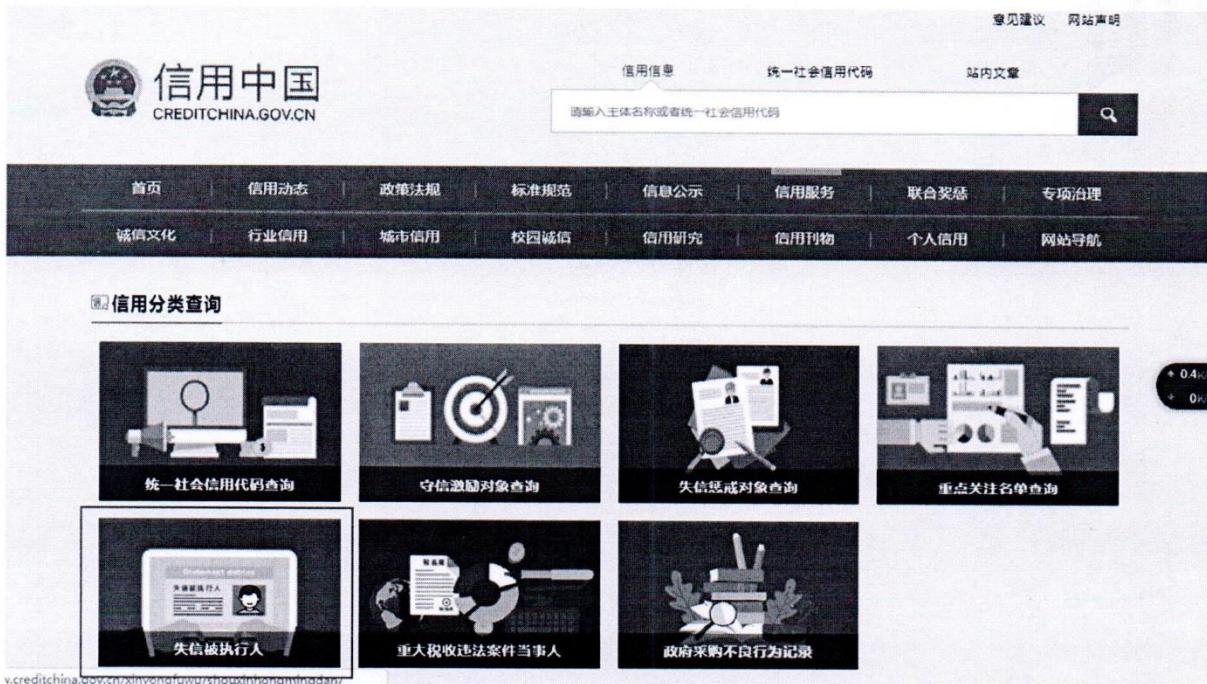 意见建议 网站声明
信用中国
CREDITCHINA.GOV.CN
信用信息 统一社会信用代码 站内文章
请输入主体名称或者统一社会信用代码
首页 信用动态 政策法规 标准规范 信息公示 信用服务 联合奖惩 专项治理
诚信文化 行业信用 城市信用 校园诚信 信用研究 信用刊物 个人信用 网站导航
信用分类查询
统一社会信用代码查询 守信激励对象查询 失信惩戒对象查询 重点关注名单查询
失信被执行人
失信被执行人 重大税收违法案件当事人 政府采购不良行为记录
0.4K/
0K/
v.creditchina.gov.cn/xinyongfuwu/shouxinhongmingdan/